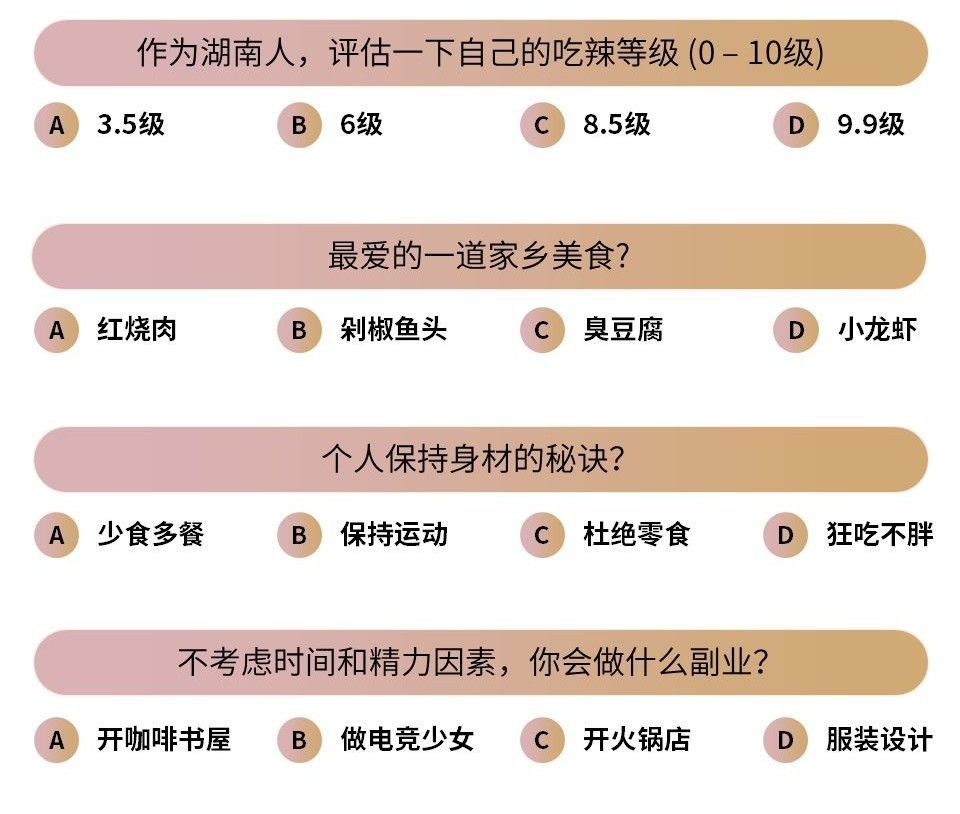 作为湖南人，评估一下自己的吃辣等级 (0 – 10级)
A 3.5级 B 6级 C 8.5级 D 9.9级
最爱的一道家乡美食?
A 红烧肉 B 剁椒鱼头 C 臭豆腐 D 小龙虾
个人保持身材的秘诀?
A 少食多餐 B 保持运动 C 杜绝零食 D 狂吃不胖
不考虑时间和精力因素，你会做什么副业?
A 开咖啡书屋 B 做电竞少女 C 开火锅店 D 服装设计